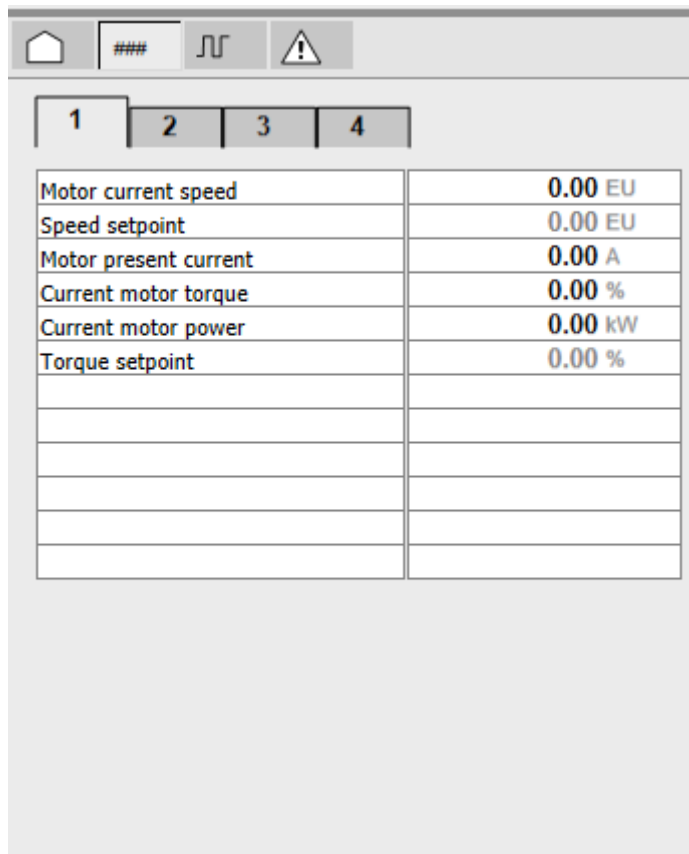 ###
1 2 3 4
Motor current speed 0.00 EU
Speed setpoint 0.00 EU
Motor present current 0.00 A
Current motor torque 0.00 %
Current motor power 0.00 kW
Torque setpoint 0.00 %